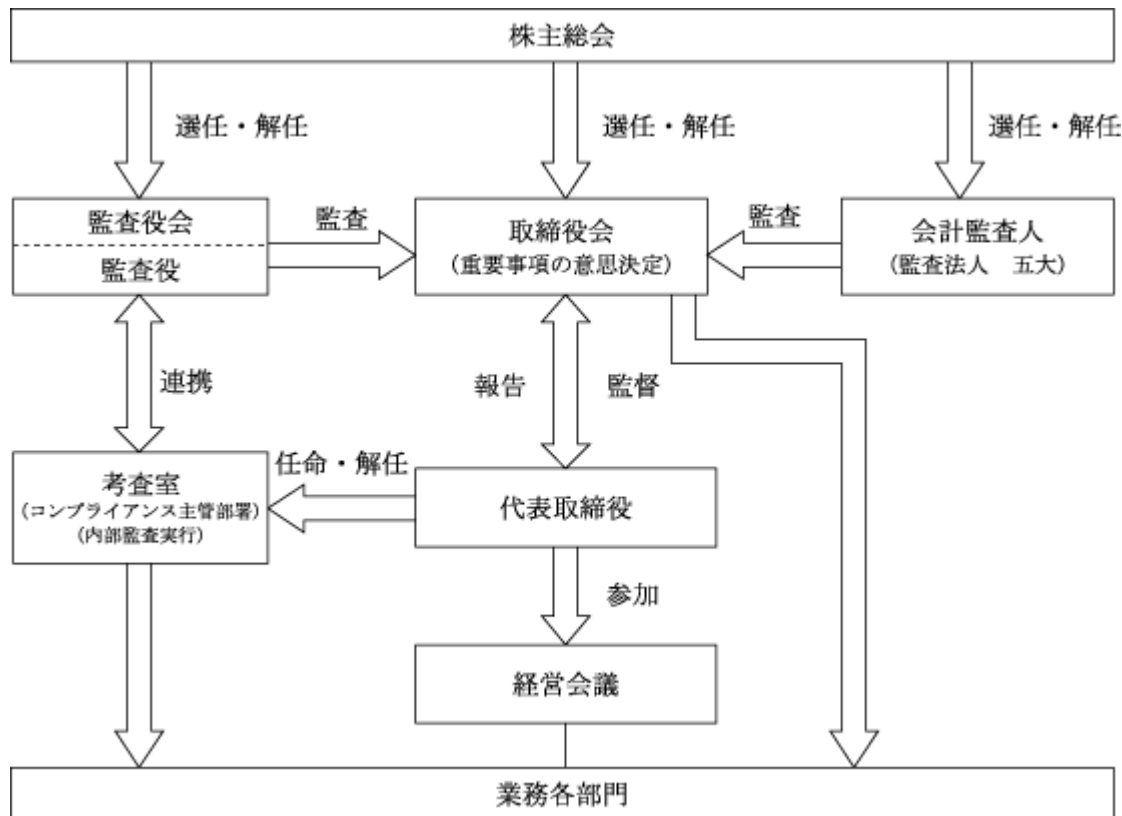 株主総会
選任・解任
選任・解任
選任・解任
監査役会
監査役
監査
取締役会
(重要事項の意思決定)
監査
会計監査人
(監査法人　五大)
連携
報告
監督
考査室
(コンプライアンス主管部署)
(内部監査実行)
任命・解任
代表取締役
参加
経営会議
業務各部門